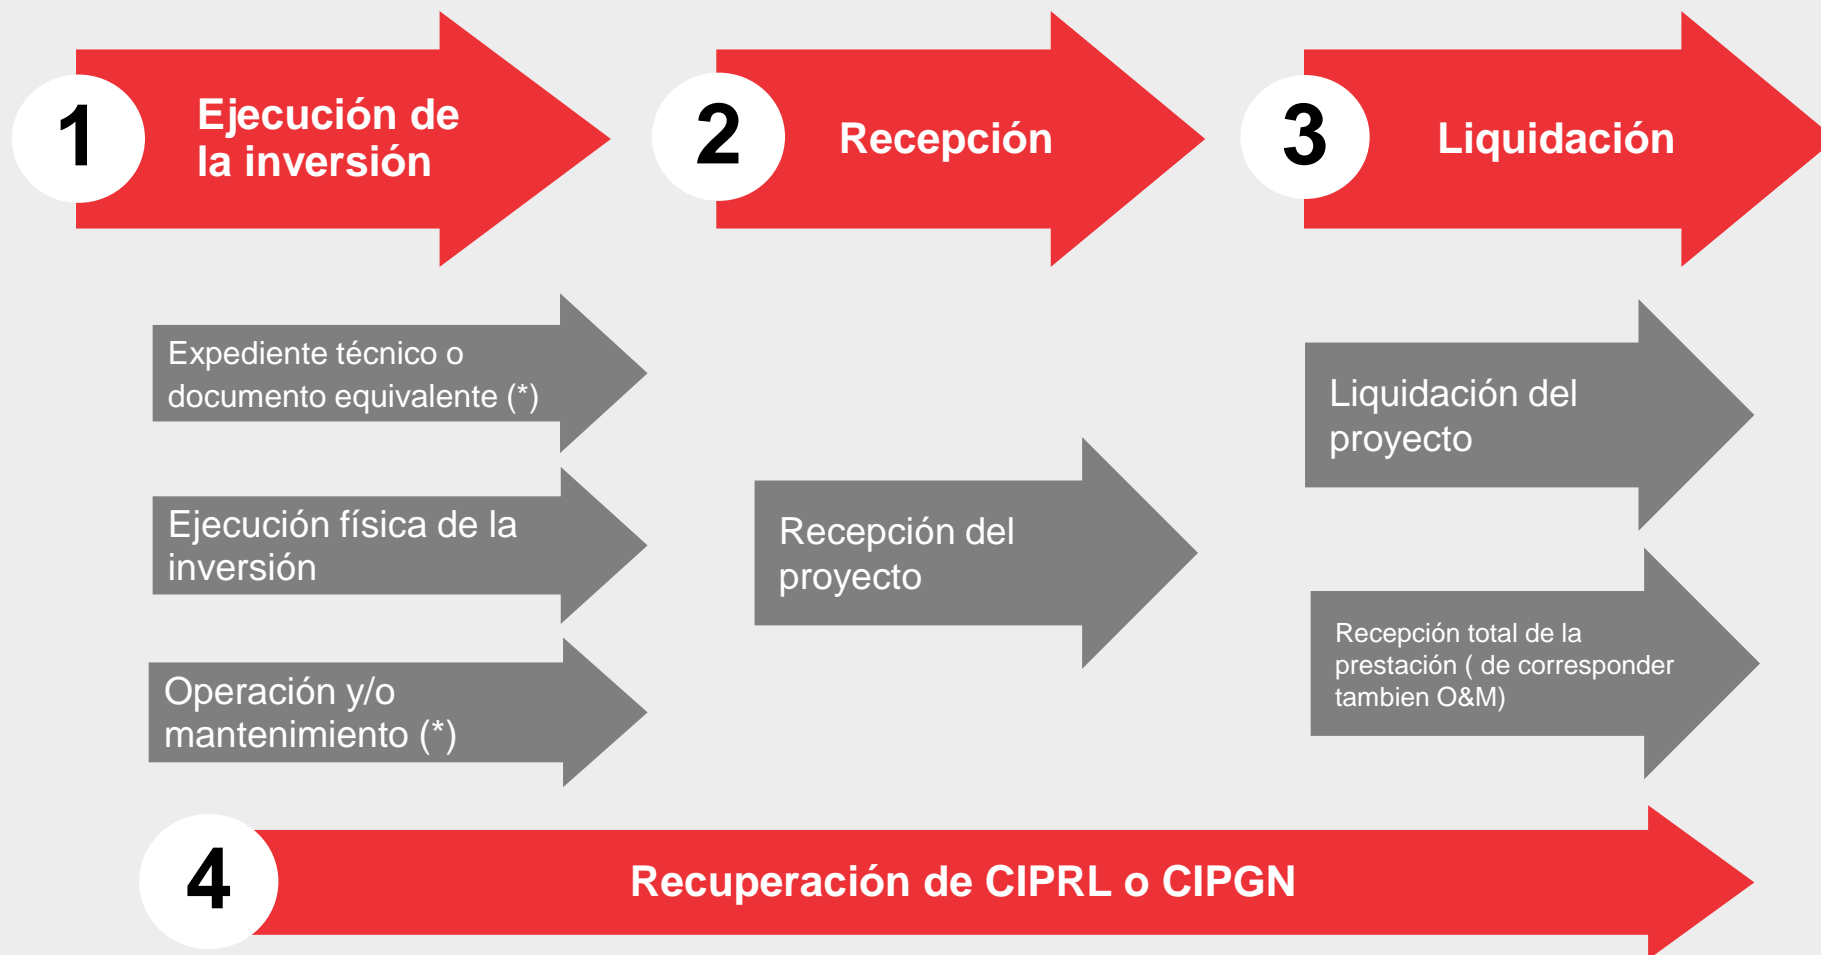 1
Ejecución de
la inversión
2
Recepción
3
Liquidación
Expediente técnico o
documento equivalente (*)
Ejecución física de la
inversión
Operación y/o
mantenimiento (*)
Recepción del
proyecto
Liquidación del
proyecto
Recepción total de la
prestación ( de corresponder
tambien O&M)
4
Recuperación de CIPRL o CIPGN